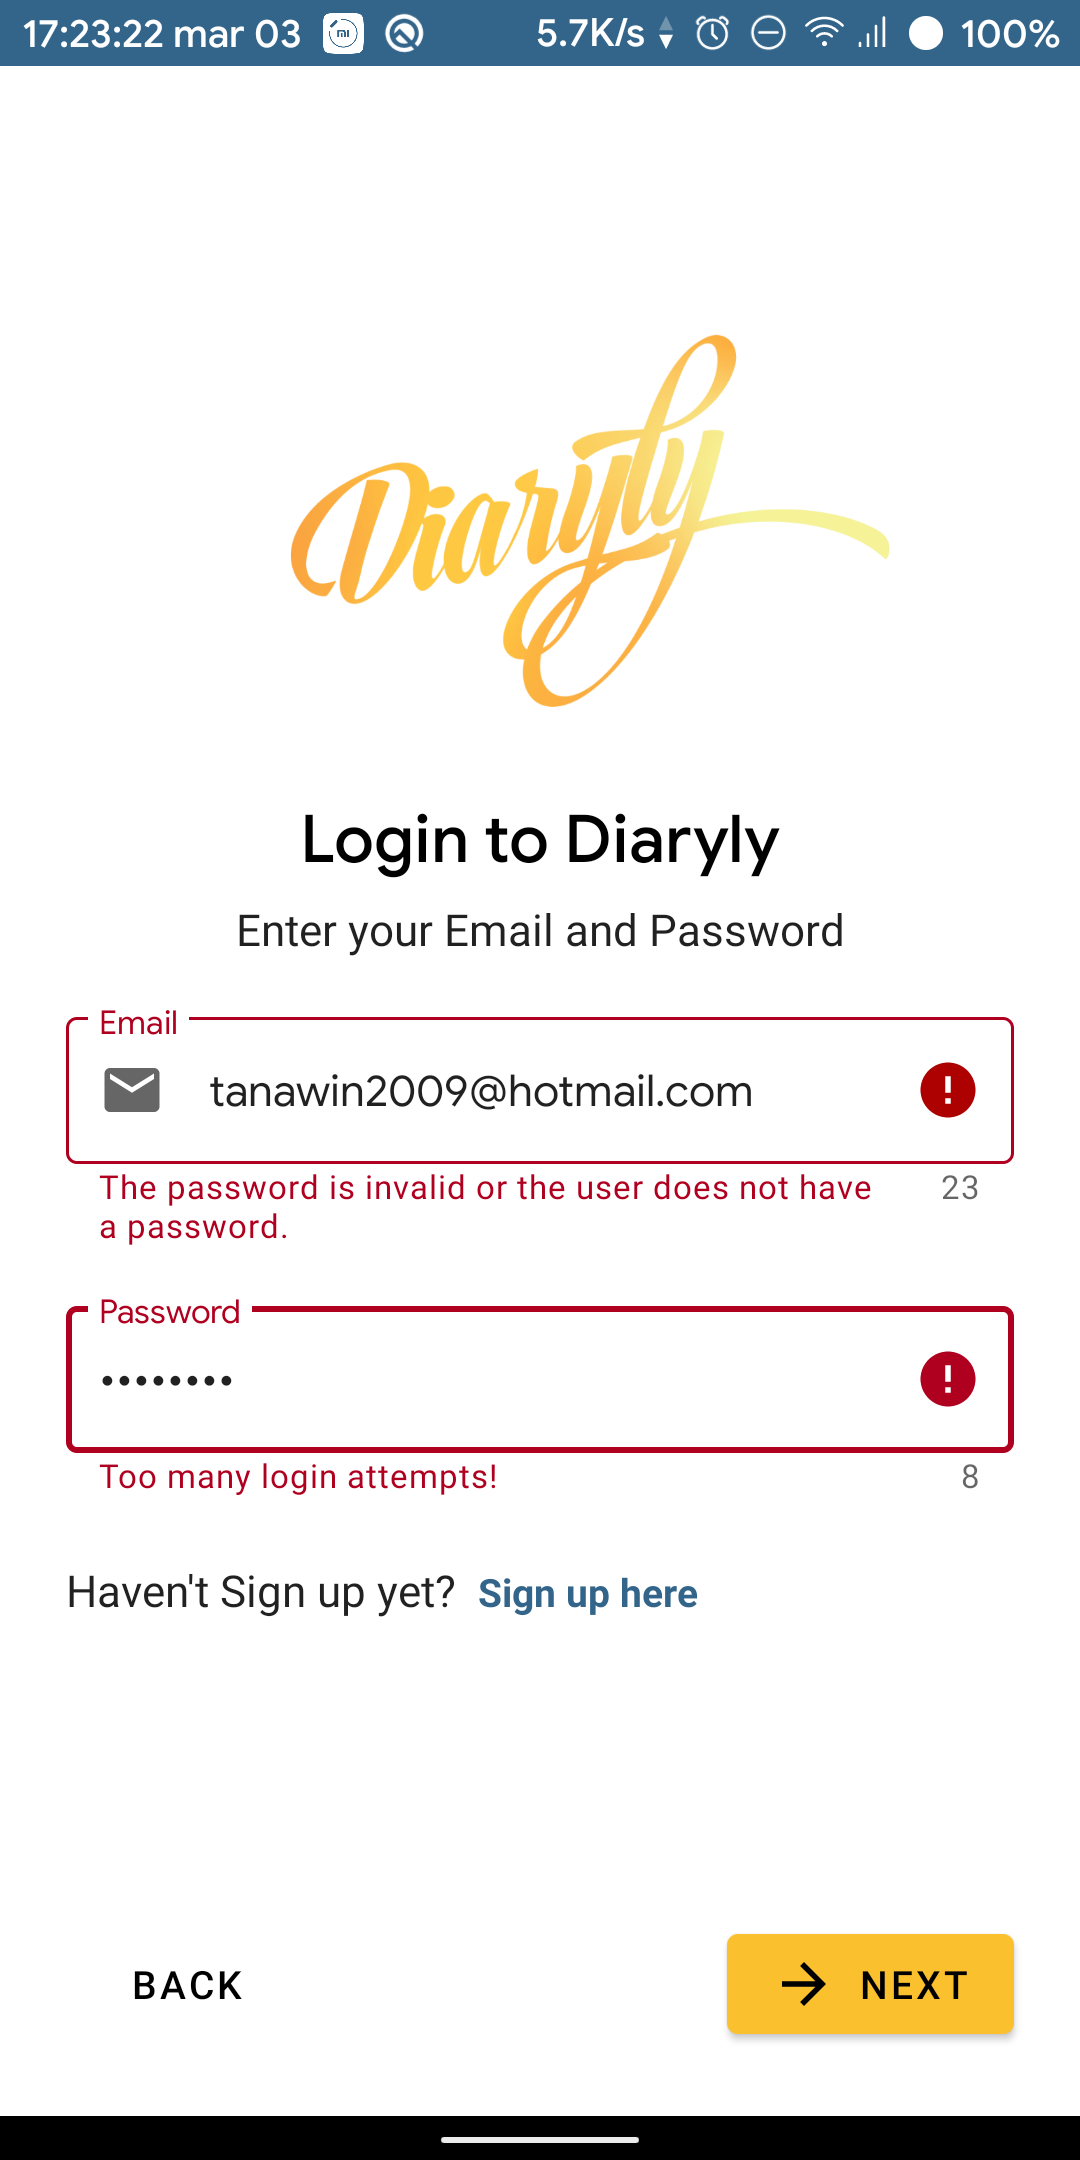 17:23:22 mar 03 5.7K/s 100%
Diaryly
Login to Diaryly
Enter your Email and Password
Email
tanawin2009@hotmail.com
The password is invalid or the user does not have
a password.
23
Password
••••••••
Too many login attempts!
8
Haven't Sign up yet? Sign up here
BACK
NEXT